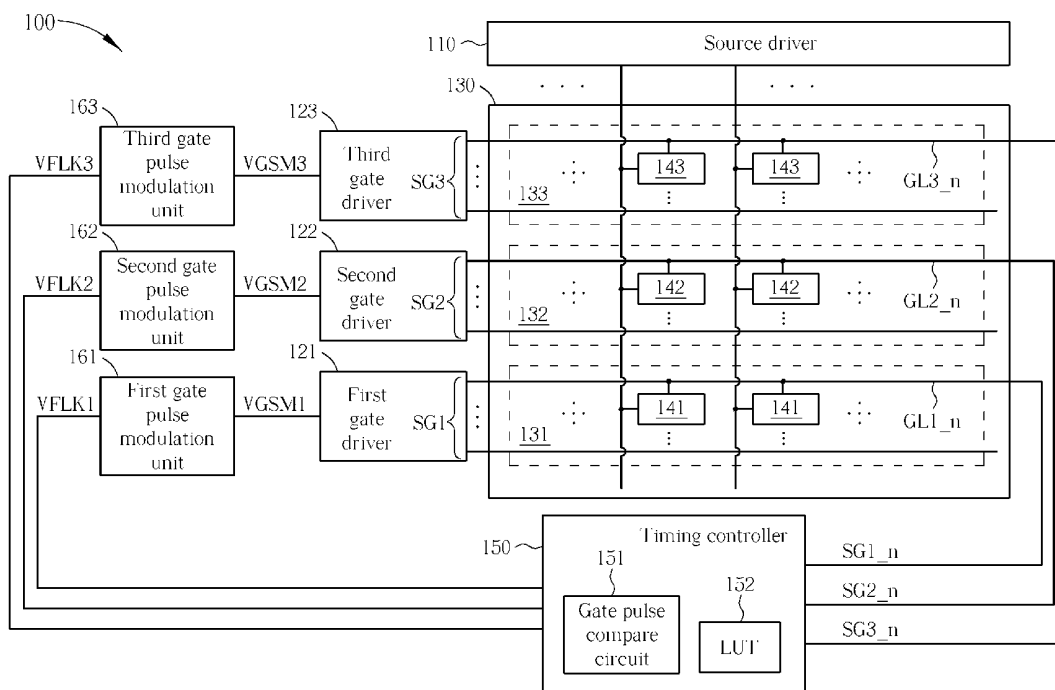 100
110
Source driver
130
163
Third gate
pulse
modulation
unit
VFLK3
VGSM3
123
Third
gate
driver
SG3
133
143
143
GL3_n
162
Second gate
pulse
modulation unit
VFLK2
VGSM2
122
Second
gate
driver
SG2
132
142
142
GL2_n
161
First gate
pulse
modulation
unit
VFLK1
VGSM1
121
First
gate
driver
SG1
131
141
141
GL1_n
150
Timing controller
151
Gate pulse
compare
circuit
152
LUT
SG1_n
SG2_n
SG3_n